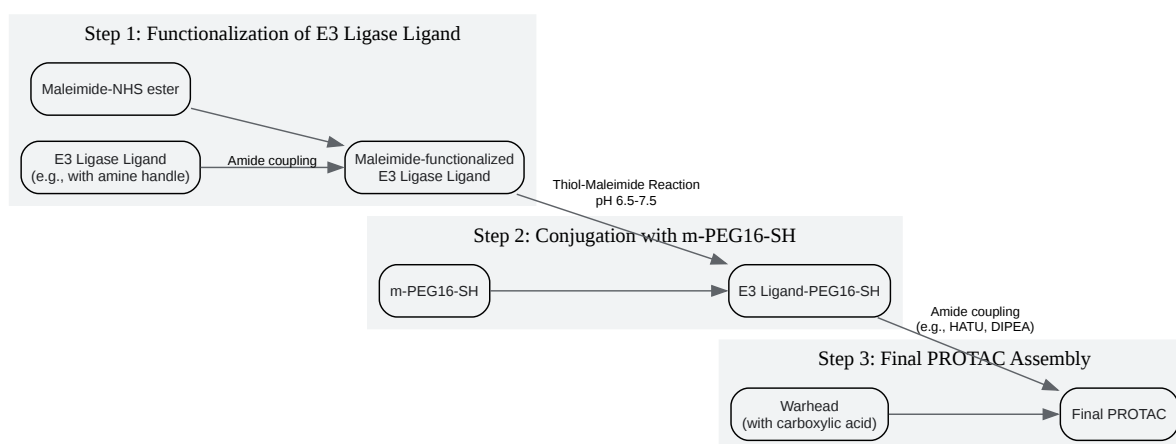 Step 1: Functionalization of E3 Ligase Ligand
Maleimide-NHS ester
E3 Ligase Ligand
(e.g., with amine handle)
Amide coupling
Maleimide-functionalized
E3 Ligase Ligand
Thiol-Maleimide Reaction
pH 6.5-7.5
Step 2: Conjugation with m-PEG16-SH
m-PEG16-SH
E3 Ligand-PEG16-SH
Amide coupling
(e.g., HATU, DIPEA)
Step 3: Final PROTAC Assembly
Warhead
(with carboxylic acid)
Final PROTAC